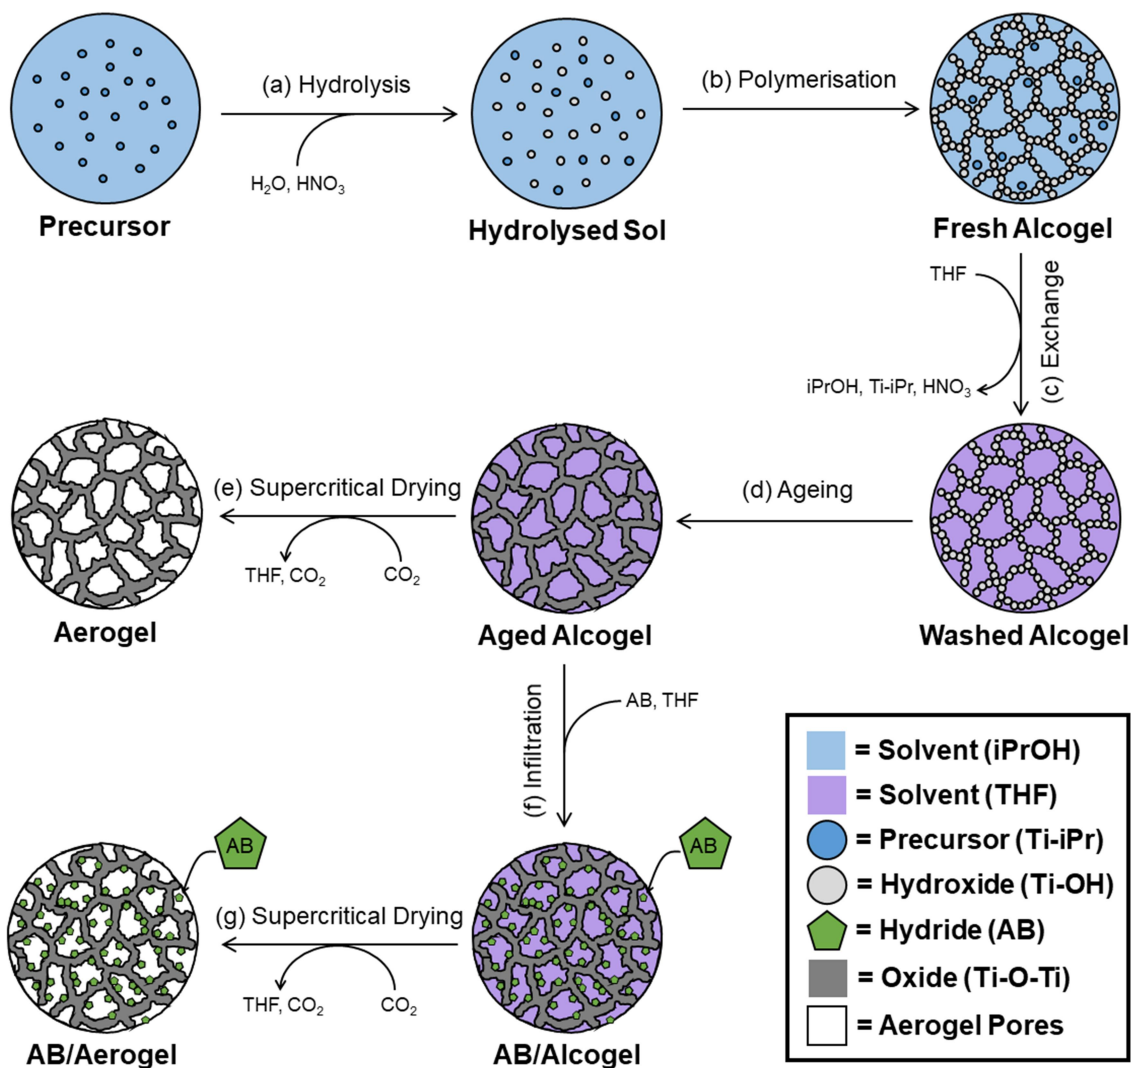 (a) Hydrolysis
H₂O, HNO₃
(b) Polymerisation
Precursor
Hydrolysed Sol
Fresh Alcogel
THF
(c) Exchange
iPrOH, Ti-iPr, HNO₃
(e) Supercritical Drying
THF, CO₂
CO₂
(d) Ageing
Aerogel
Aged Alcogel
Washed Alcogel
(f) Infiltration
AB, THF
AB
AB
(g) Supercritical Drying
THF, CO₂
CO₂
AB/Aerogel
AB/Alcogel
= Solvent (iPrOH)
= Solvent (THF)
= Precursor (Ti-iPr)
= Hydroxide (Ti-OH)
= Hydride (AB)
= Oxide (Ti-O-Ti)
= Aerogel Pores